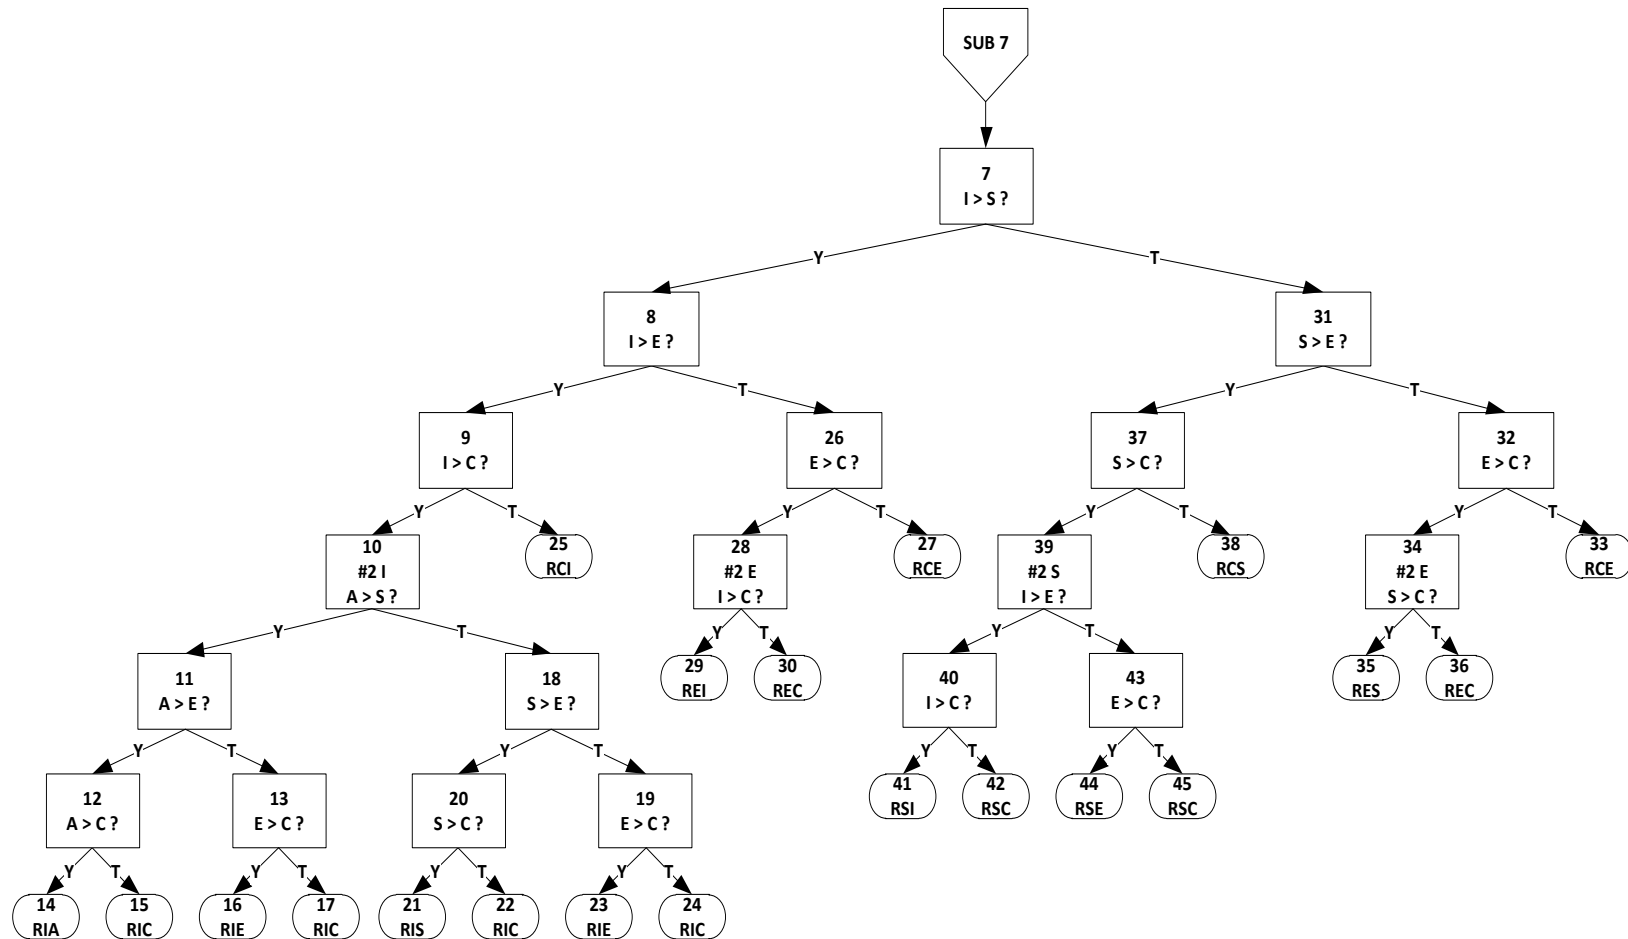 SUB 7
7
I > S ?
Y
T
8
I > E ?
31
S > E ?
Y
T
Y
T
9
I > C ?
26
E > C ?
37
S > C ?
32
E > C ?
Y
T
Y
T
Y
T
Y
T
10
#2 I
A > S ?
25
RCI
28
#2 E
I > C ?
27
RCE
39
#2 S
I > E ?
38
RCS
34
#2 E
S > C ?
33
RCE
Y
T
Y
T
Y
T
Y
T
11
A > E ?
18
S > E ?
29
REI
30
REC
40
I > C ?
43
E > C ?
35
RES
36
REC
Y
T
Y
T
Y
T
Y
T
12
A > C ?
13
E > C ?
20
S > C ?
19
E > C ?
41
RSI
42
RSC
44
RSE
45
RSC
Y
T
Y
T
Y
T
Y
T
14
RIA
15
RIC
16
RIE
17
RIC
21
RIS
22
RIC
23
RIE
24
RIC